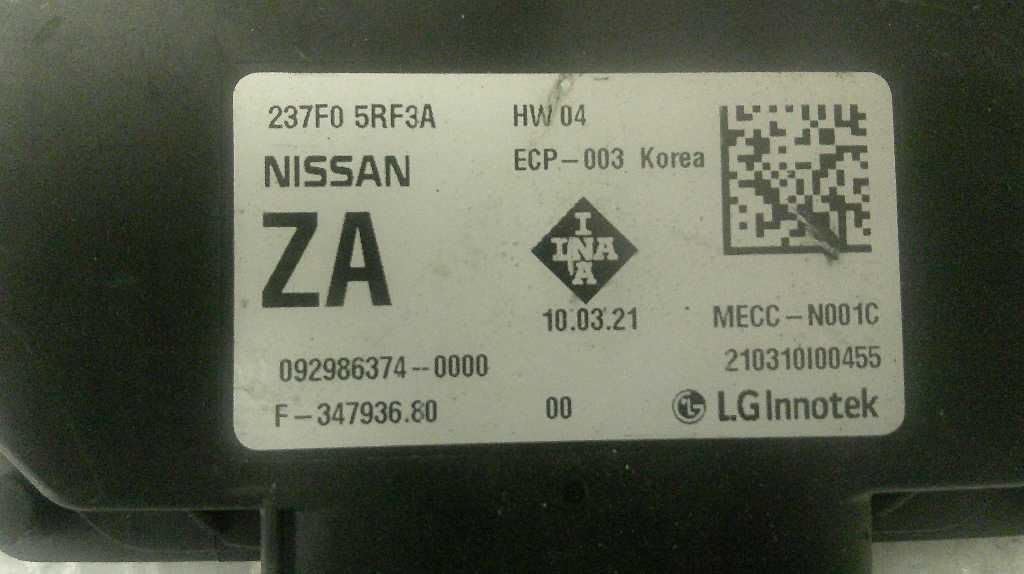 237F0 5RF3A
HW 04
NISSAN
ECP-003 Korea
ZA
I
INA
A
10.03.21
MECC-N001C
092986374--0000
210310I00455
F-347936.80
00
LG
LG Innotek